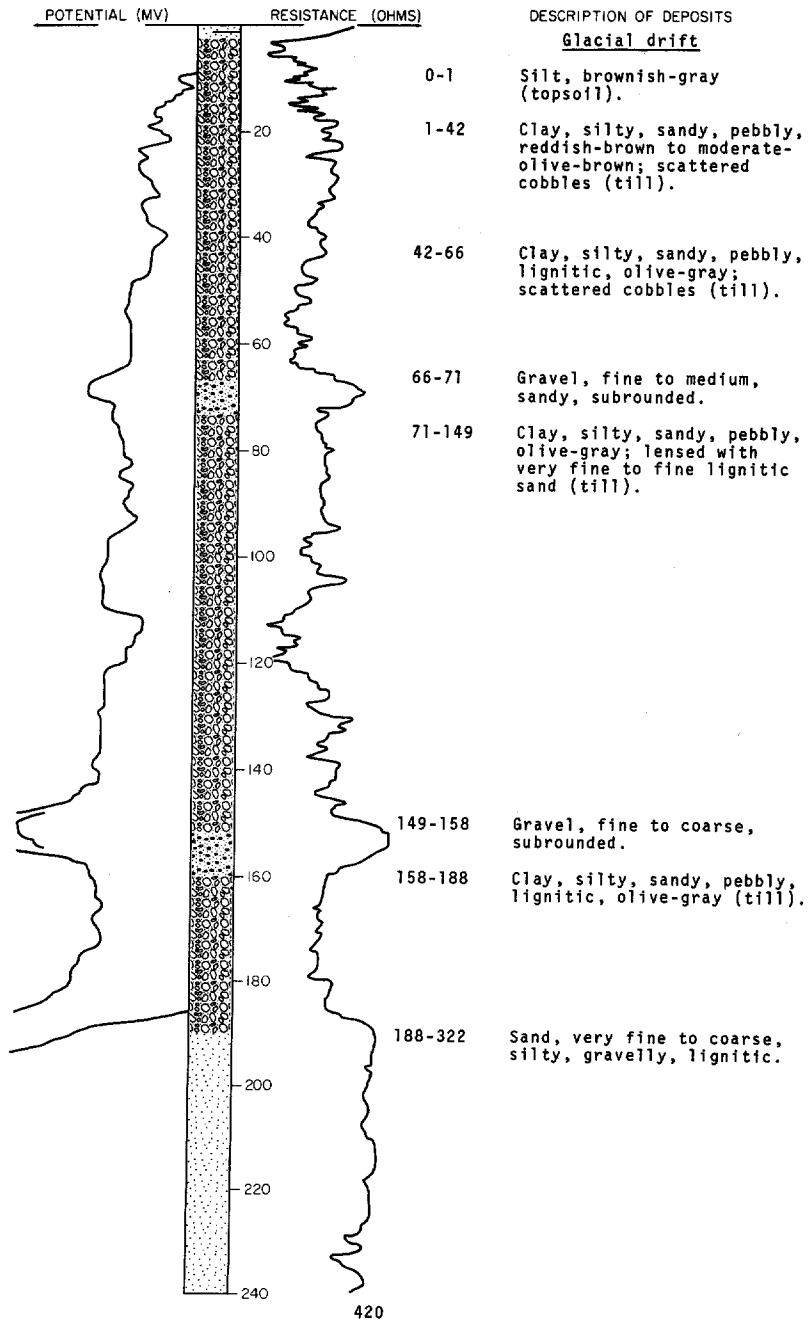 POTENTIAL (MV) RESISTANCE (OHMS) DESCRIPTION OF DEPOSITS
Glacial drift
0-1 Silt, brownish-gray
(topsoil).
20
1-42 Clay, silty, sandy, pebbly,
reddish-brown to moderate-
olive-brown; scattered
cobbles (till).
40
42-66 Clay, silty, sandy, pebbly,
lignitic, olive-gray;
scattered cobbles (till).
60
66-71 Gravel, fine to medium,
sandy, subrounded.
71-149 Clay, silty, sandy, pebbly,
olive-gray; lensed with
very fine to fine lignitic
sand (till).
80
100
120
140
149-158 Gravel, fine to coarse,
subrounded.
160
158-188 Clay, silty, sandy, pebbly,
lignitic, olive-gray (till).
180
188-322 Sand, very fine to coarse,
silty, gravelly, lignitic.
200
220
240
420